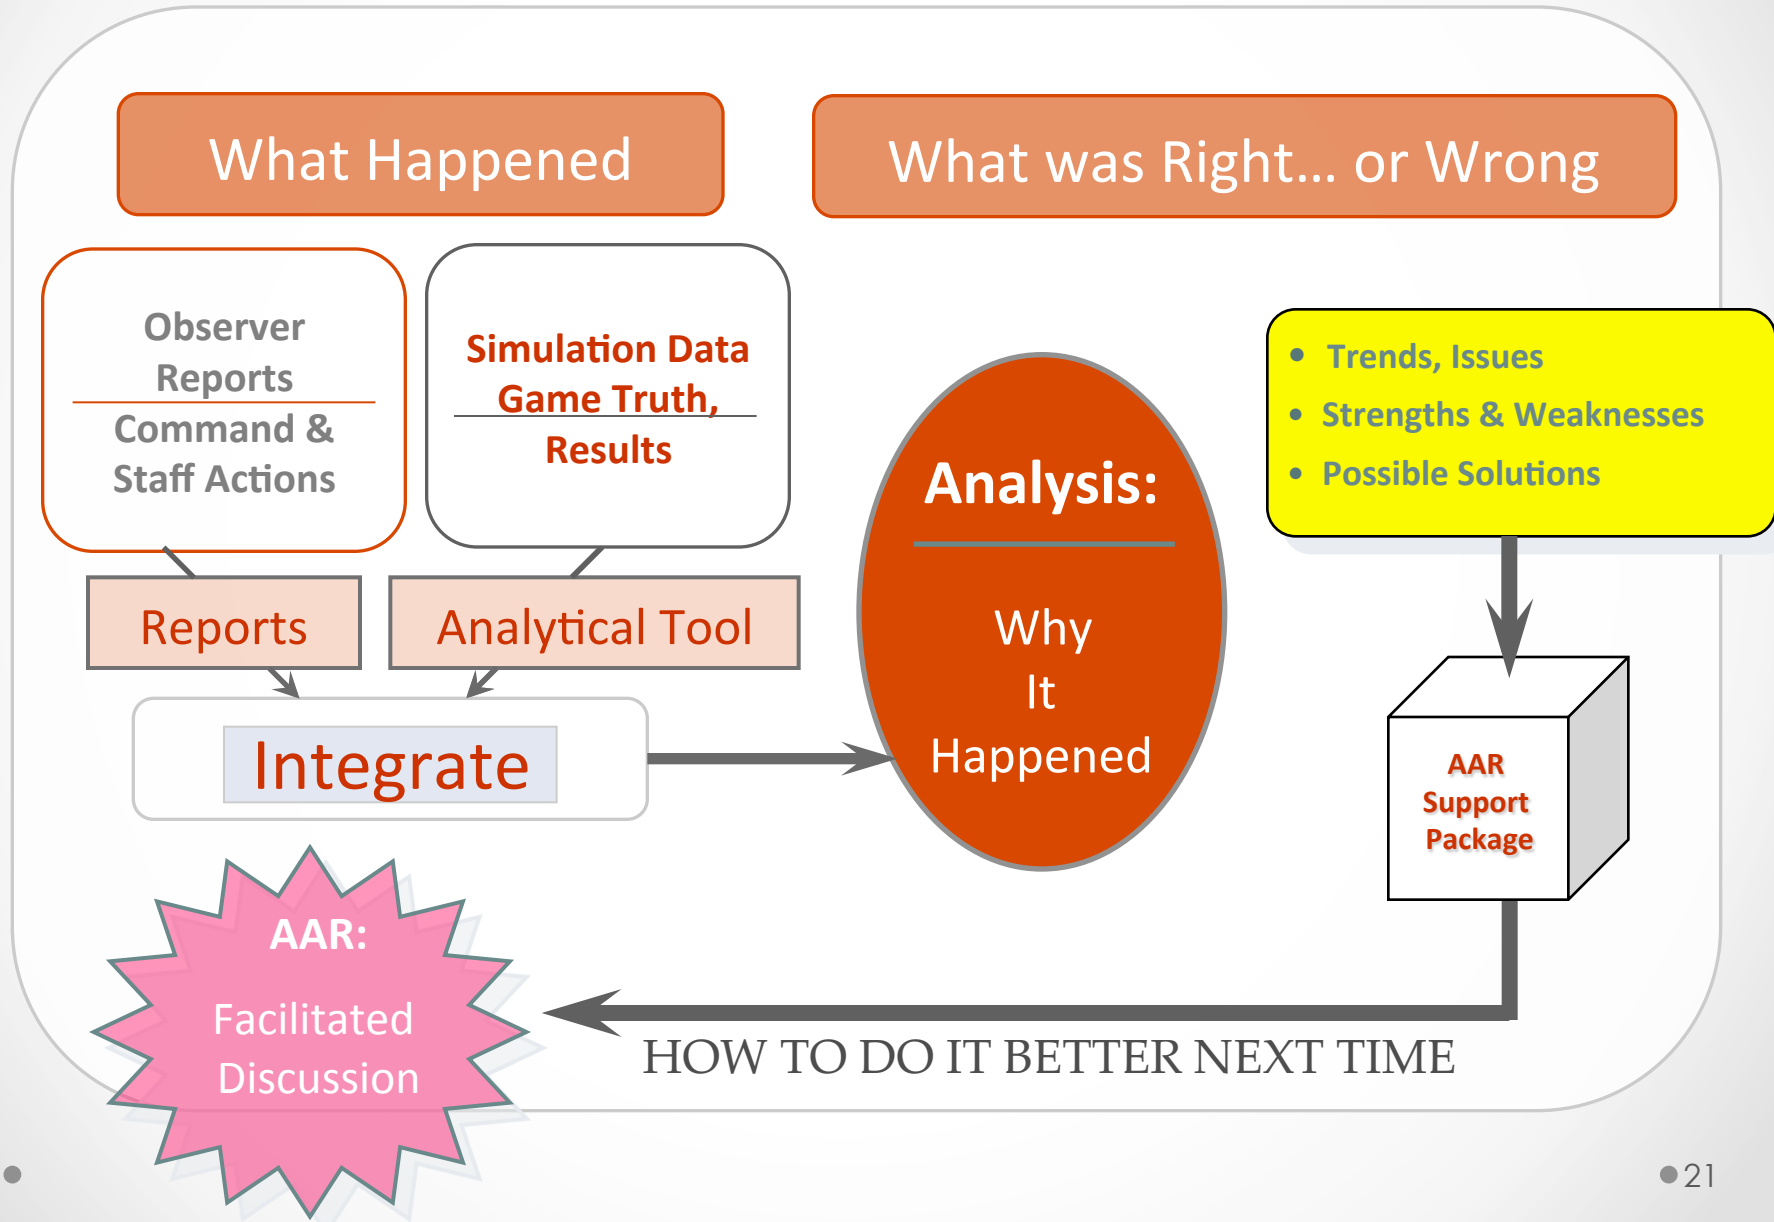 What Happened
What was Right... or Wrong
Observer
Reports
Command &
Staff Actions
Simulation Data
Game Truth,
Results
Reports
Analytical Tool
Integrate
Analysis:
Why
It
Happened
• Trends, Issues
• Strengths & Weaknesses
• Possible Solutions
AAR
Support
Package
AAR:
Facilitated
Discussion
HOW TO DO IT BETTER NEXT TIME
21